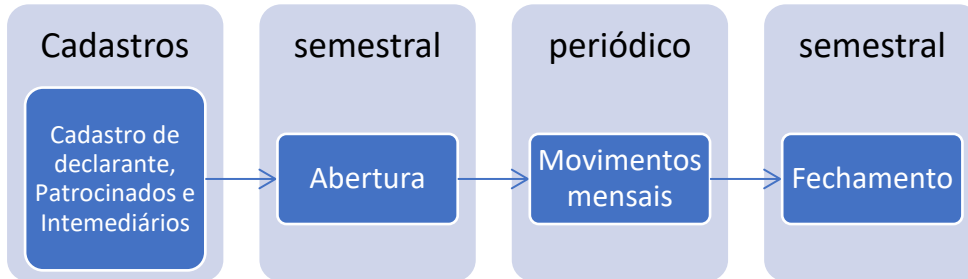 Cadastros
Cadastro de
declarante,
Patrocinados e
Intemediários
semestral
Abertura
periódico
Movimentos
mensais
semestral
Fechamento